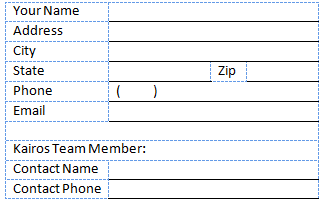 Your Name
Address
City
State Zip
Phone ( )
Email
Kairos Team Member:
Contact Name
Contact Phone